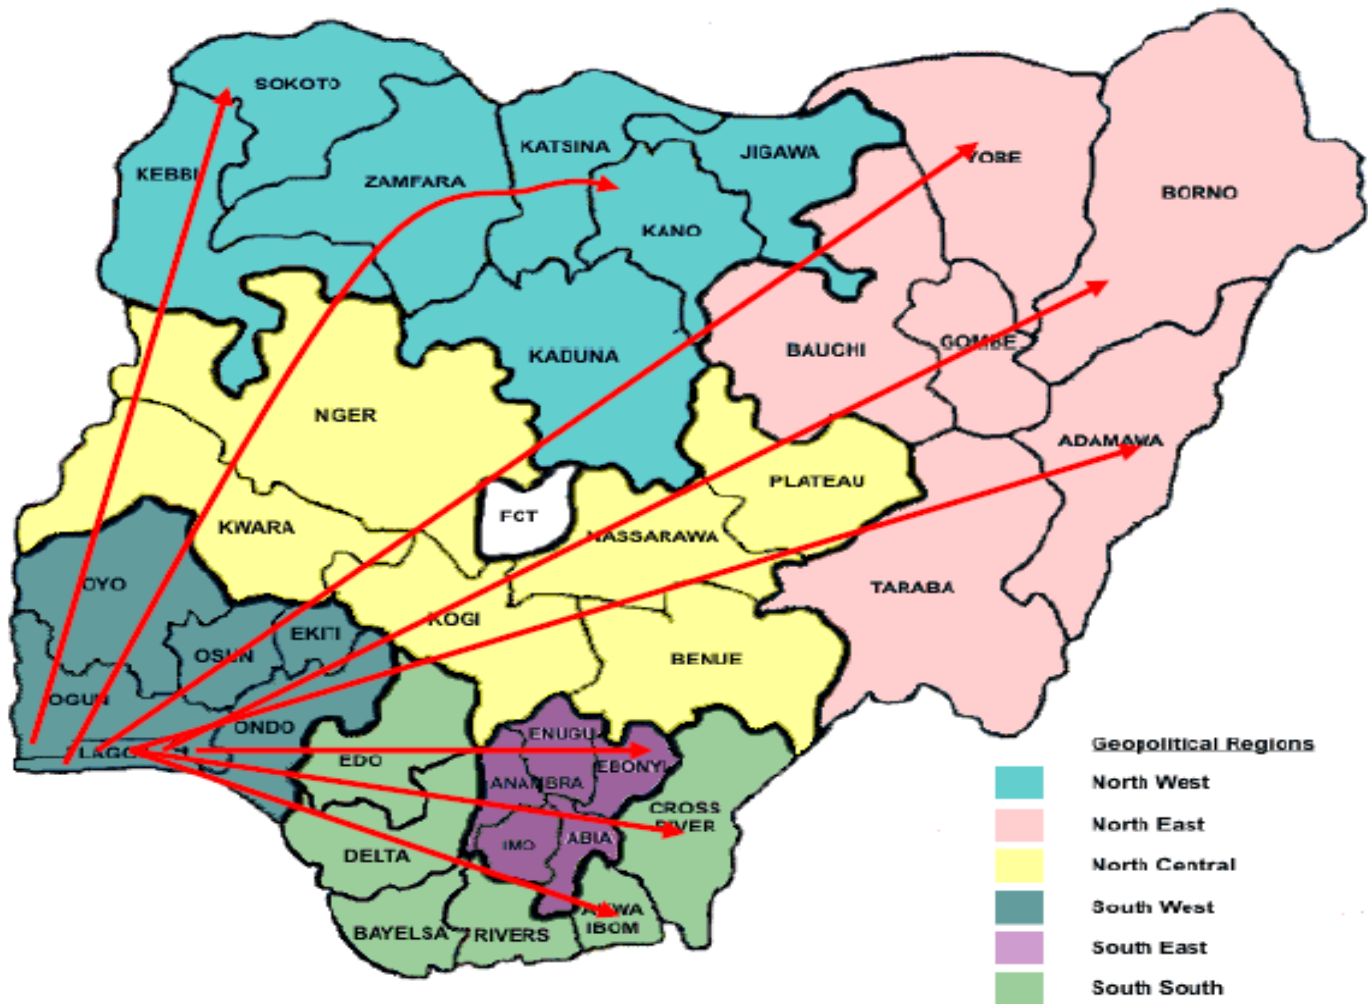 SOKOTO
KATSINA
JIGAWA
YOBE
KEBBI
ZAMFARA
BORNO
KANO
GOMBE
BAUCHI
KADUNA
NGER
ADAMAWA
PLATEAU
FCT
KWARA
NASSARAWA
OYO
TARABA
KOGI
EKITI
OSUN
BENUE
OGUN
ONDO
LAGOS
ENUGU
EDO
EBONYI
ANAMBRA
CROSS
RIVER
ABIA
IMO
DELTA
AKWA
IBOM
BAYELSA
RIVERS
Geopolitical Regions
North West
North East
North Central
South West
South East
South South